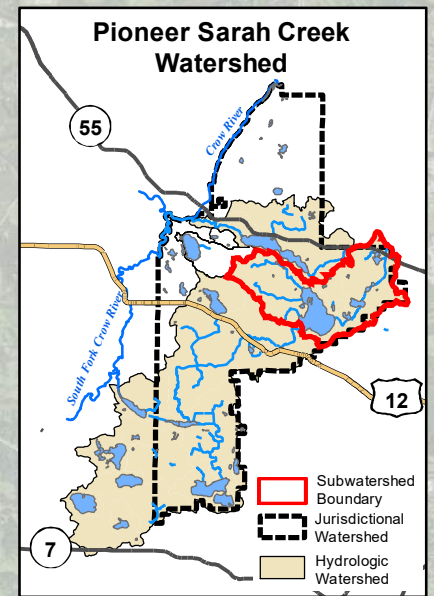 Pioneer Sarah Creek
Watershed
55
Crow River
South Fork Crow River
12
7
Subwatershed
Boundary
Jurisdictional
Watershed
Hydrologic
Watershed